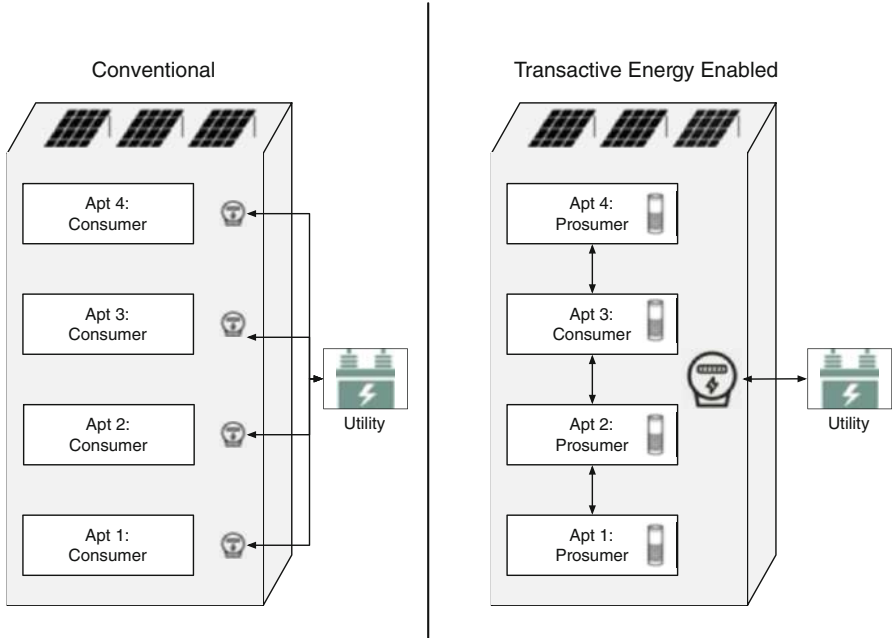 Conventional
Apt 4:
Consumer
Apt 3:
Consumer
Apt 2:
Consumer
Apt 1:
Consumer
Utility
Transactive Energy Enabled
Apt 4:
Prosumer
Apt 3:
Consumer
Apt 2:
Prosumer
Apt 1:
Prosumer
Utility